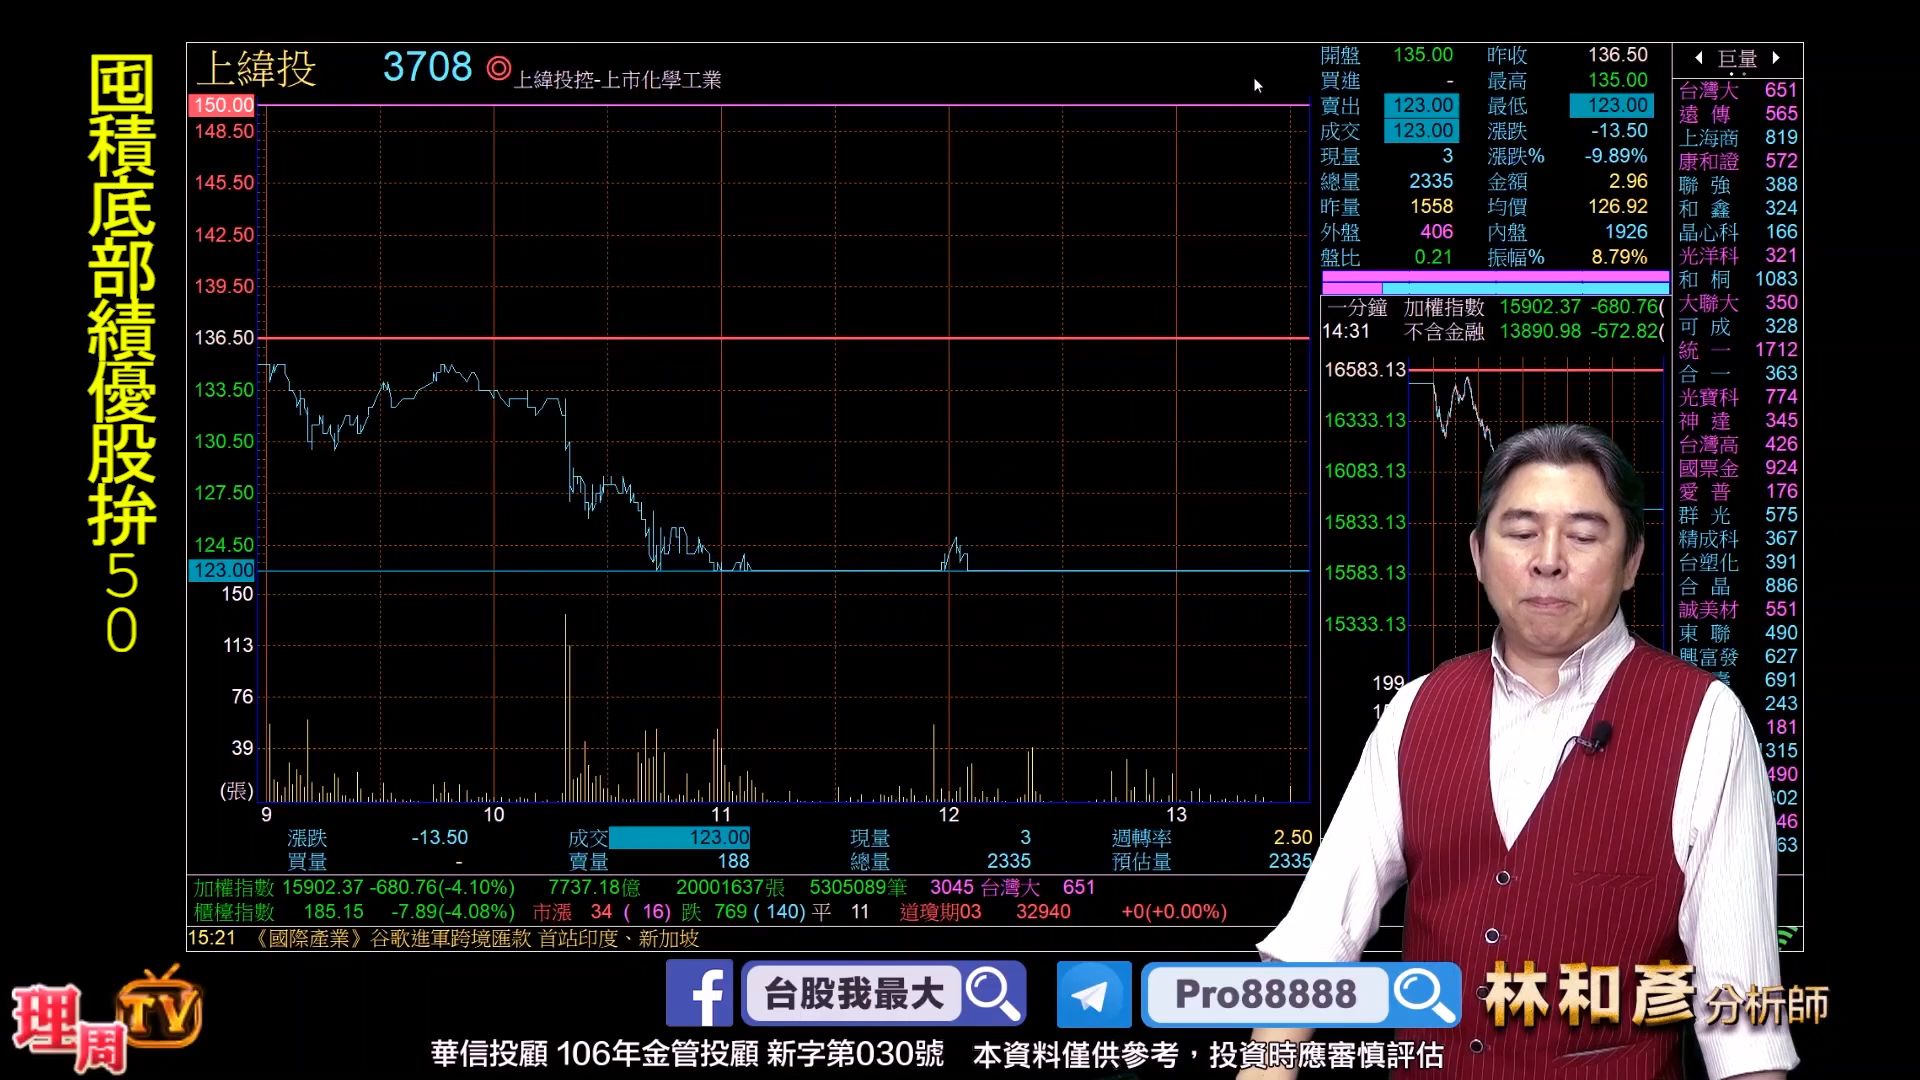 囤積底部績優股拚50
上緯投 3708 ◎ 上緯投控-上市化學工業
150.00
148.50
145.50
142.50
139.50
136.50
133.50
130.50
127.50
124.50
123.00
150
113
76
39
(張)
9 10 11 12 13
漲跌 -13.50 成交 123.00 現量 3 週轉率 2.50
買量 - 賣量 188 總量 2335 預估量 2335
開盤 135.00 昨收 136.50
買進 - 最高 135.00
賣出 123.00 最低 123.00
成交 123.00 漲跌 -13.50
現量 3 漲跌% -9.89%
總量 2335 金額 2.96
昨量 1558 均價 126.92
外盤 406 內盤 1926
盤比 0.21 振幅% 8.79%
一分鐘 加權指數 15902.37 -680.76(
14:31 不含金融 13890.98 -572.82(
16583.13
16333.13
16083.13
15833.13
15583.13
15333.13
199
巨量
台灣大 651
遠傳 565
上海商 819
康和證 572
聯強 388
和鑫 324
晶心科 166
光洋科 321
和桐 1083
大聯大 350
可成 328
統一 1712
合一 363
光寶科 774
神達 345
台灣高 426
國票金 924
愛普 176
群光 575
精成科 367
台塑化 391
合晶 886
誠美材 551
東聯 490
興富發 627
691
243
181
1315
490
302
46
63
加權指數 15902.37 -680.76(-4.10%) 7737.18億 20001637張 5305089筆 3045 台灣大 651
櫃檯指數 185.15 -7.89(-4.08%) 市漲 34 ( 16) 跌 769 ( 140) 平 11 道瓊期03 32940 +0(+0.00%)
15:21 《國際產業》谷歌進軍跨境匯款 首站印度、新加坡
理周TV
f 台股我最大 Pro88888
林和彥 分析師
華信投顧 106年金管投顧 新字第030號 本資料僅供參考，投資時應審慎評估